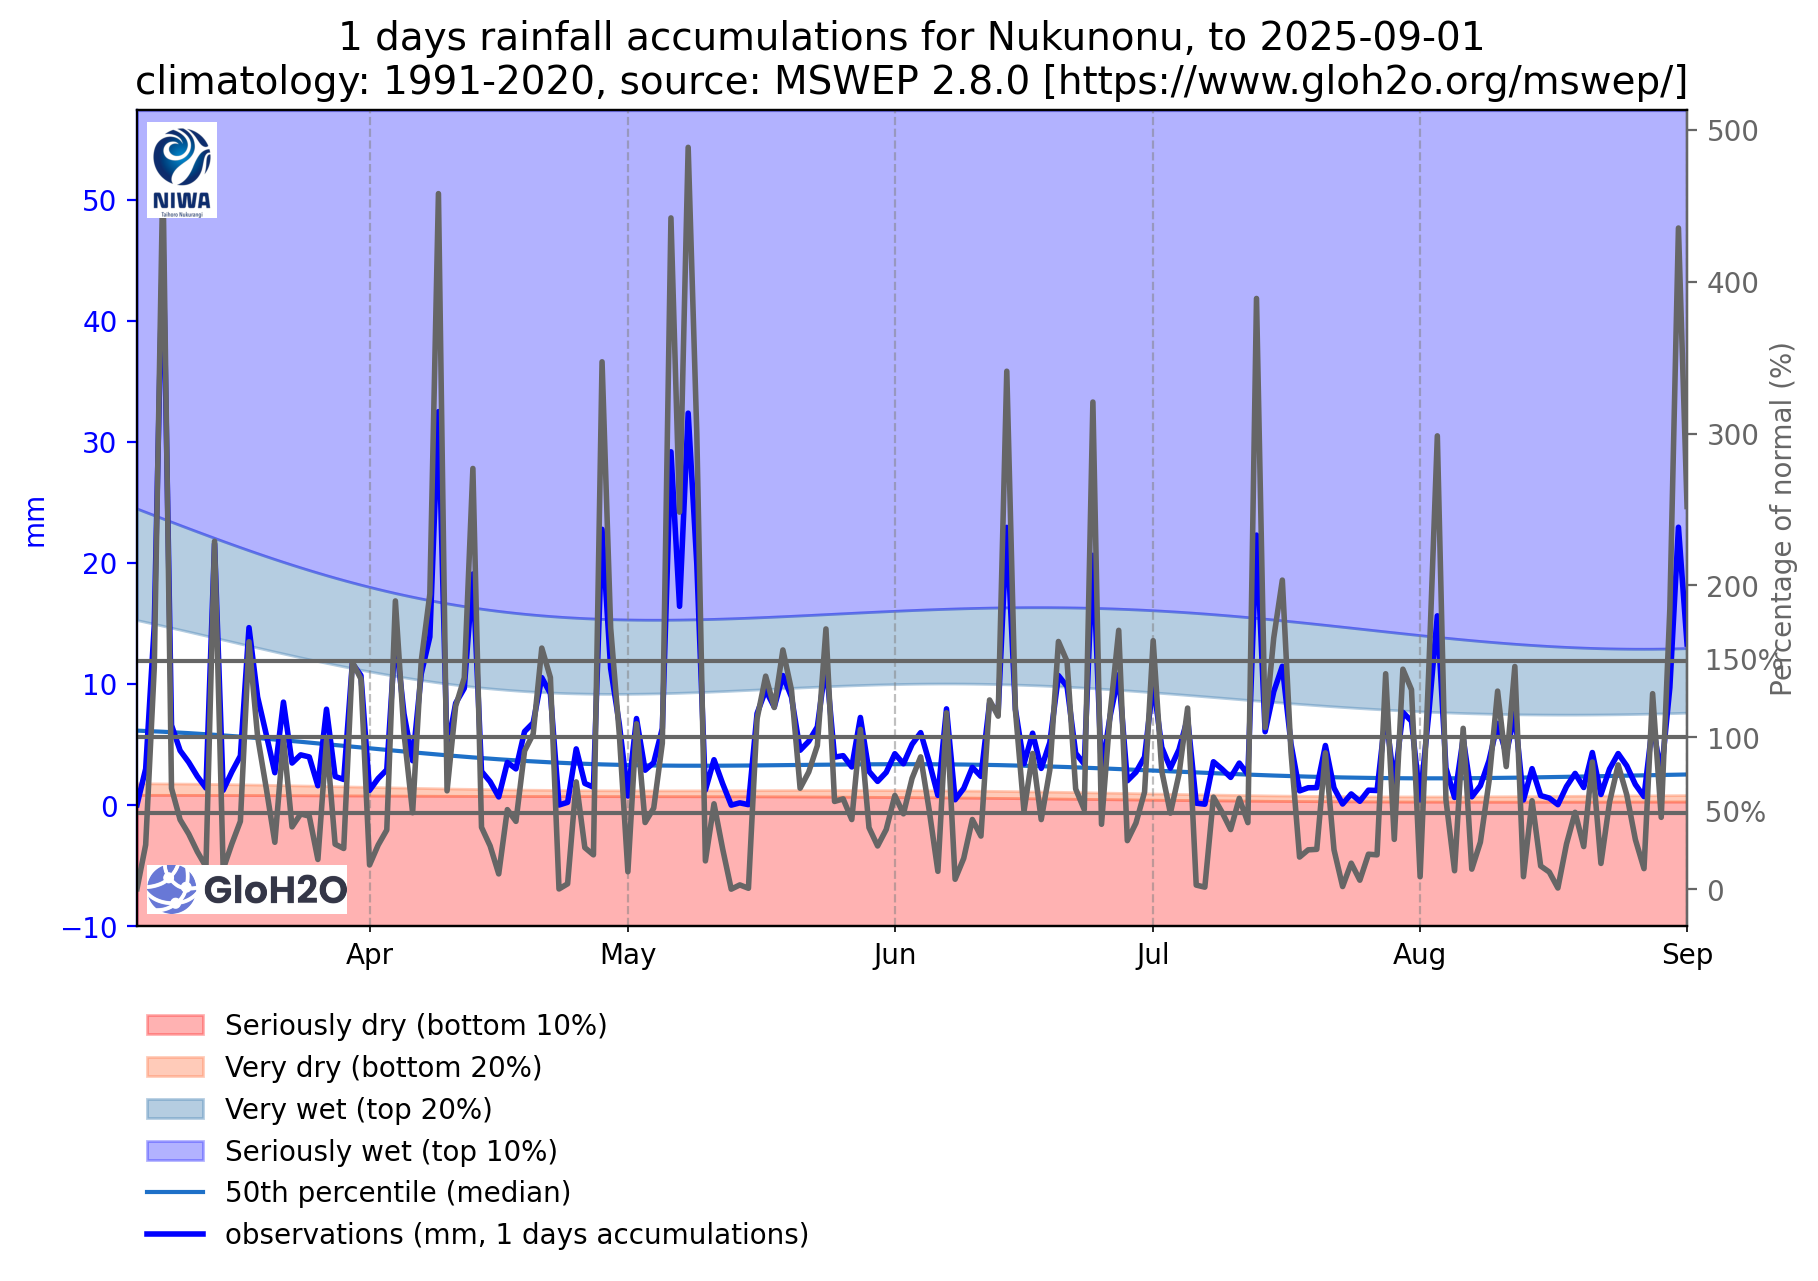 1 days rainfall accumulations for Nukunonu, to 2025-09-01
climatology: 1991-2020, source: MSWEP 2.8.0 [https://www.gloh2o.org/mswep/]
NIWA
Taihoro Nukurangi
mm
50
40
30
20
10
0
−10
500
400
300
200
150%
100
50%
0
Percentage of normal (%)
GloH2O
Apr May Jun Jul Aug Sep
Seriously dry (bottom 10%)
Very dry (bottom 20%)
Very wet (top 20%)
Seriously wet (top 10%)
50th percentile (median)
observations (mm, 1 days accumulations)